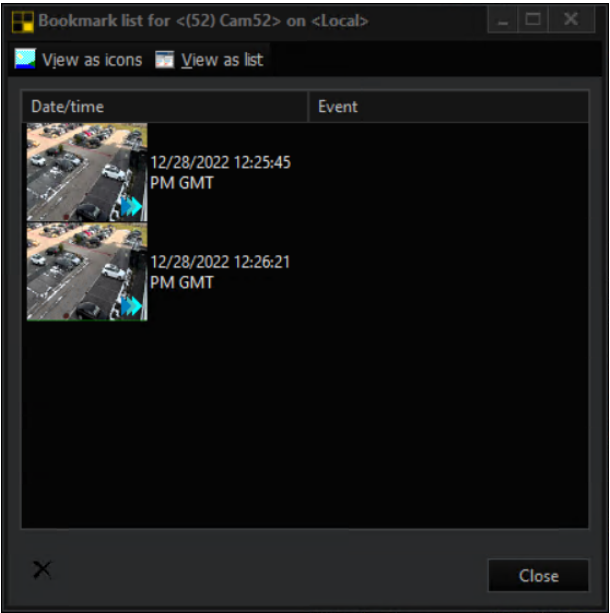 Bookmark list for <(52) Cam52> on <Local>
View as icons View as list
Date/time Event
12/28/2022 12:25:45
PM GMT
12/28/2022 12:26:21
PM GMT
Close